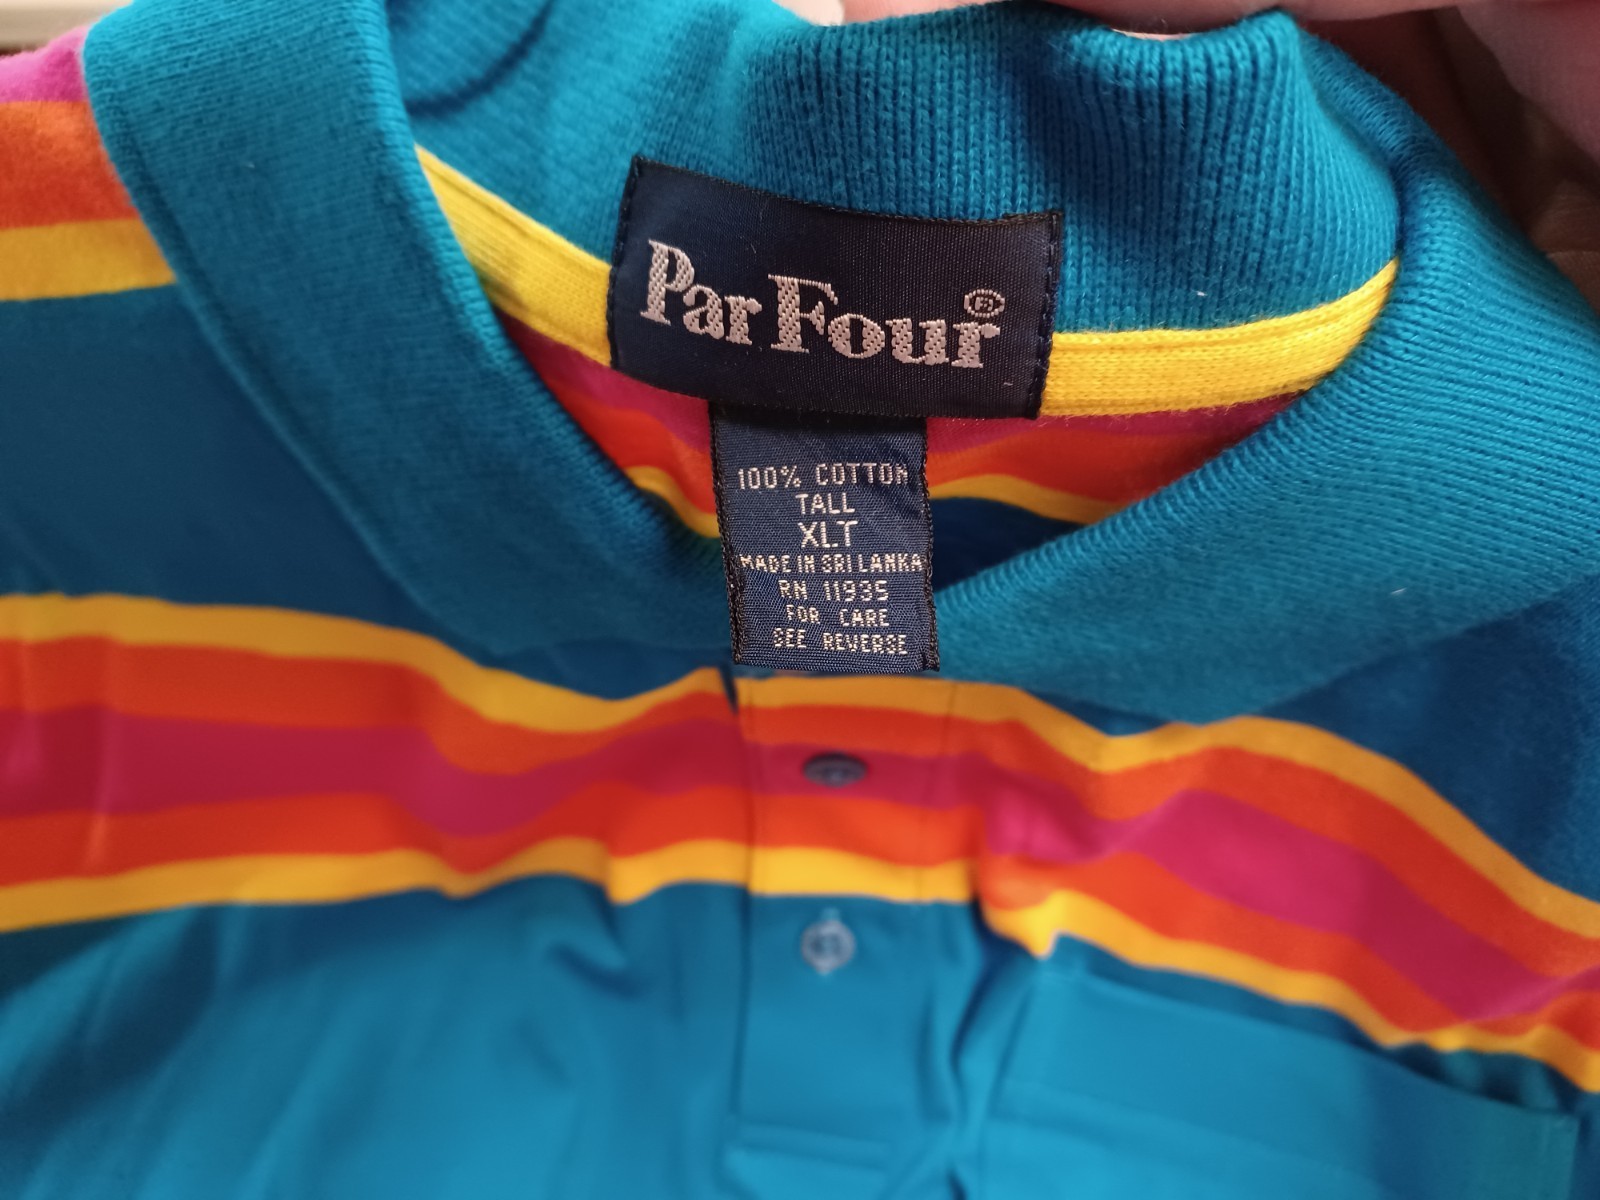 Par Four®
100% COTTON
TALL
XLT
MADE IN SRI LANKA
RN 11935
FOR CARE
SEE REVERSE